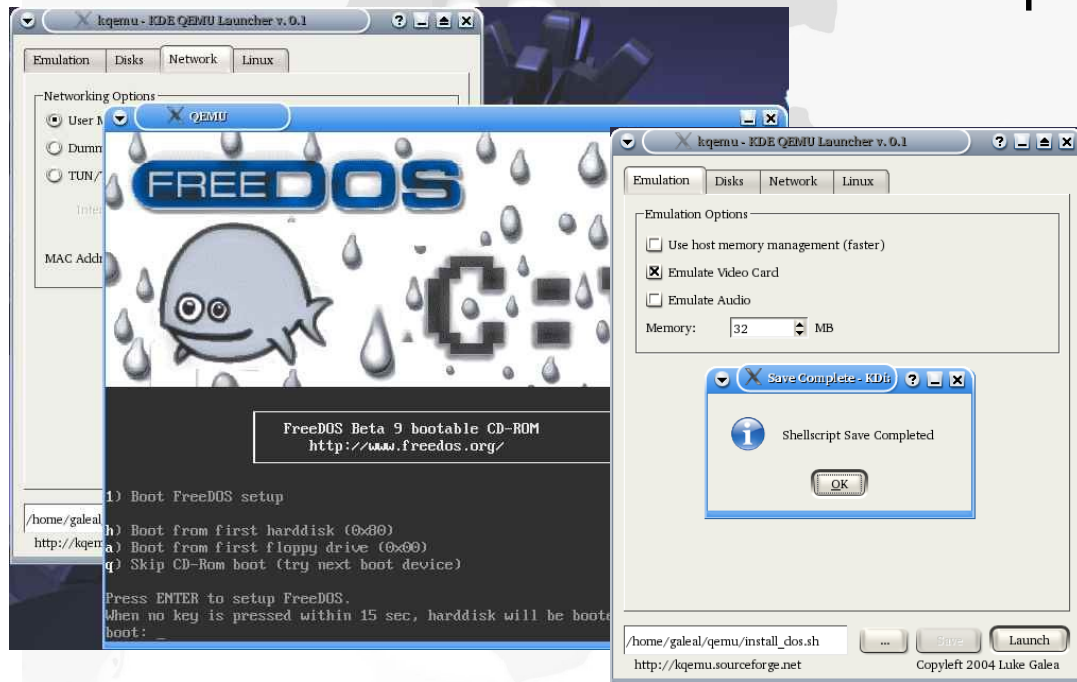 kqemu - KDE QEMU Launcher v. 0.1
Emulation Disks Network Linux
Networking Options
User
Dumm
TUN/
Inter
MAC Addr
/home/galeal
http://kqem
QEMU
FREEDOS
C:\
FreeDOS Beta 9 bootable CD-ROM
http://www.freedos.org/
1) Boot FreeDOS setup
h) Boot from first harddisk (0x80)
a) Boot from first floppy drive (0x00)
q) Skip CD-Rom boot (try next boot device)
Press ENTER to setup FreeDOS.
When no key is pressed within 15 sec, harddisk will be boote
boot: _
kqemu - KDE QEMU Launcher v. 0.1
Emulation Disks Network Linux
Emulation Options
Use host memory management (faster)
Emulate Video Card
Emulate Audio
Memory: 32 MB
Save Complete - KDi
Shellscript Save Completed
OK
/home/galeal/qemu/install_dos.sh ... Save Launch
http://kqemu.sourceforge.net Copyleft 2004 Luke Galea